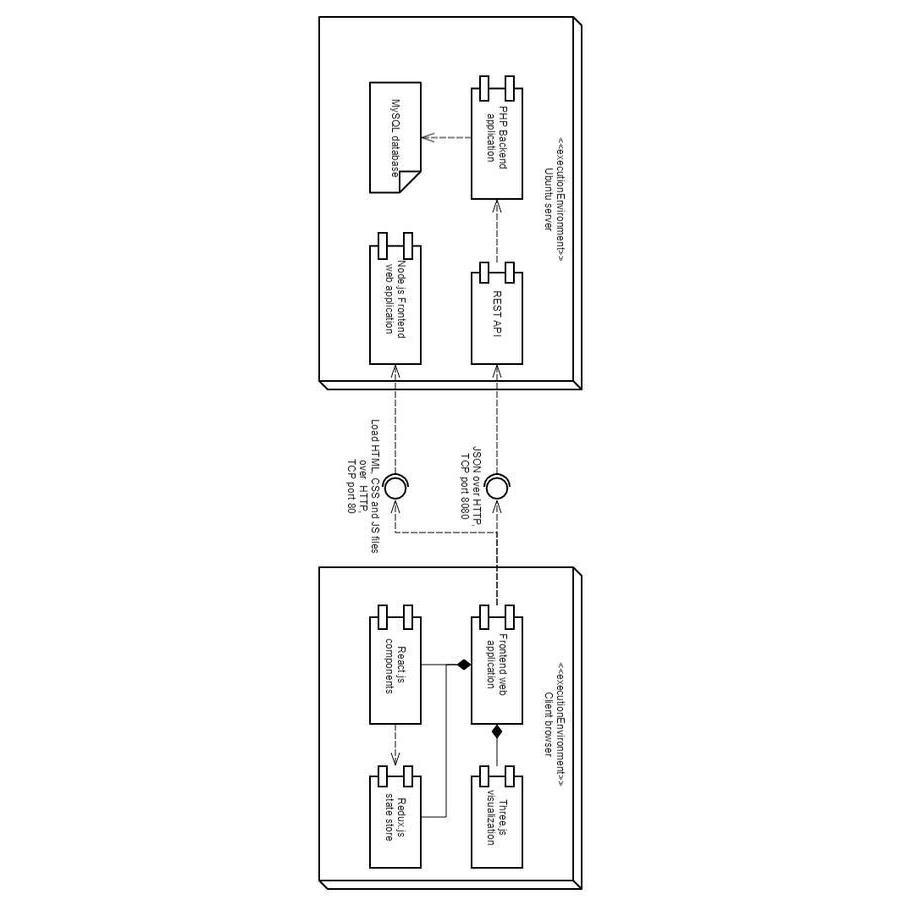 <<executionEnvironment>>
Ubuntu server
PHP Backend
application
REST API
MySQL database
Node.js Frontend
web application
JSON over HTTP,
TCP port 8080
Load HTML, CSS and JS files
over HTTP,
TCP port 80
<<executionEnvironment>>
Client browser
Frontend web
application
Three.js
visualization
React.js
components
Redux.js
state store